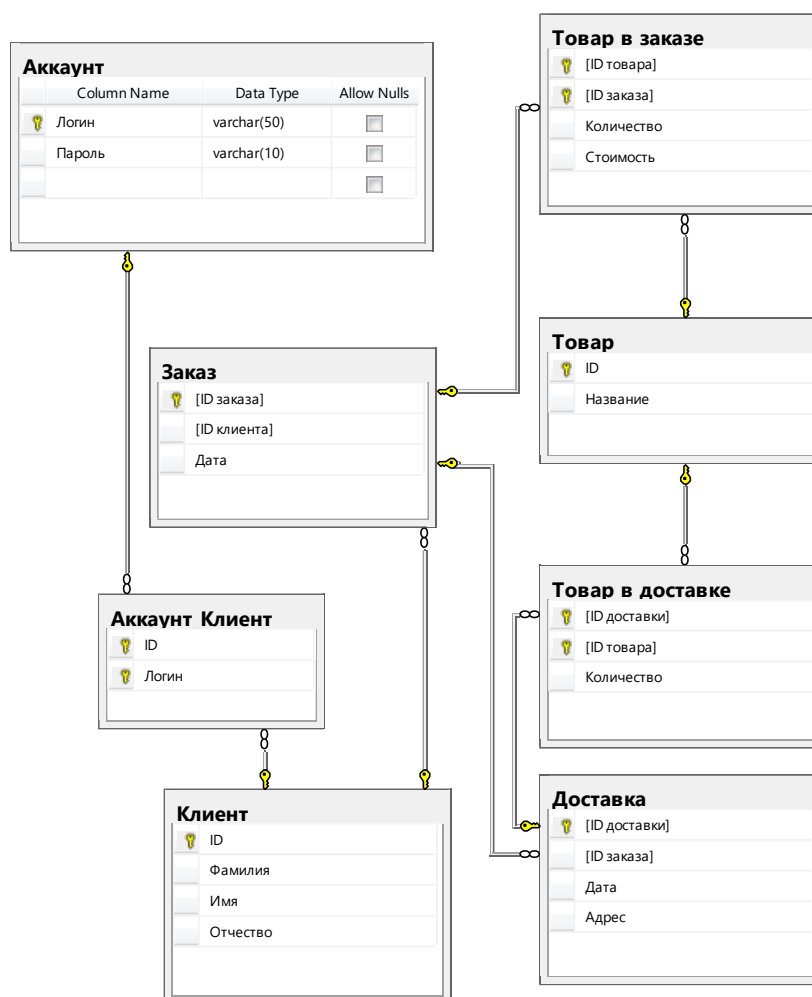 Аккаунт
Column Name Data Type Allow Nulls
Логин varchar(50)
Пароль varchar(10)
Товар в заказе
[ID товара]
[ID заказа]
Количество
Стоимость
Заказ
[ID заказа]
[ID клиента]
Дата
Товар
ID
Название
Аккаунт_Клиент
ID
Логин
Товар в доставке
[ID доставки]
[ID товара]
Количество
Клиент
ID
Фамилия
Имя
Отчество
Доставка
[ID доставки]
[ID заказа]
Дата
Адрес